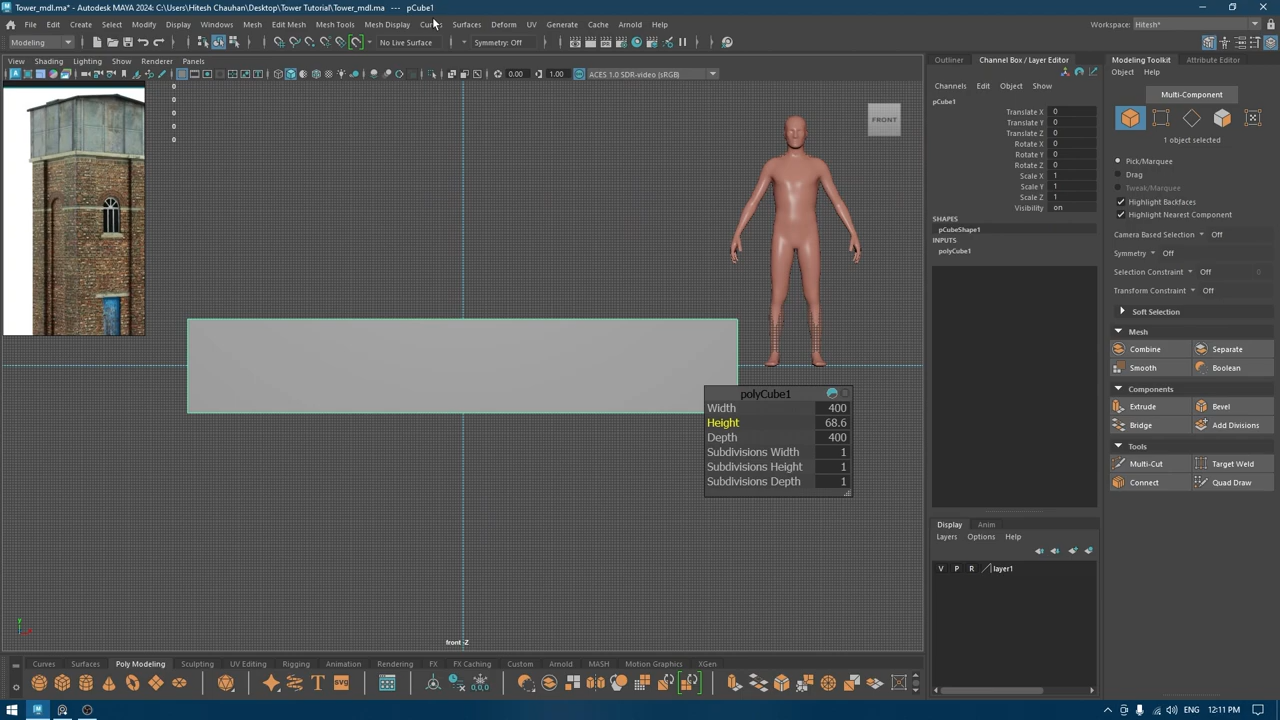 Tower_mdl.ma* - Autodesk MAYA 2024: C:\Users\Hitesh Chauhan\Desktop\Tower Tutorial\Tower_mdl.ma --- pCube1
File Edit Create Select Modify Display Windows Mesh Edit Mesh Mesh Tools Mesh Display Curves Surfaces Deform UV Generate Cache Arnold Help
Workspace: Hitesh*
Modeling
No Live Surface
Symmetry: Off
View Shading Lighting Show Renderer Panels
0.00
1.00
ACES 1.0 SDR-video (sRGB)
0
0
0
0
0
FRONT
polyCube1
Width 400
Height 68.6
Depth 400
Subdivisions Width 1
Subdivisions Height 1
Subdivisions Depth 1
front -Z
Outliner Channel Box / Layer Editor
Channels Edit Object Show
pCube1
Translate X 0
Translate Y 0
Translate Z 0
Rotate X 0
Rotate Y 0
Rotate Z 0
Scale X 1
Scale Y 1
Scale Z 1
Visibility on
SHAPES
pCubeShape1
INPUTS
polyCube1
Display Anim
Layers Options Help
V P R layer1
Modeling Toolkit Attribute Editor
Object Help
Multi-Component
1 object selected
Pick/Marquee
Drag
Tweak/Marquee
Highlight Backfaces
Highlight Nearest Component
Camera Based Selection Off
Symmetry Off
Selection Constraint Off
Transform Constraint Off
Soft Selection
Mesh
Combine Separate
Smooth Boolean
Components
Extrude Bevel
Bridge Add Divisions
Tools
Multi-Cut Target Weld
Connect Quad Draw
Curves Surfaces Poly Modeling Sculpting UV Editing Rigging Animation Rendering FX FX Caching Custom Arnold MASH Motion Graphics XGen
SVG
ENG 12:11 PM